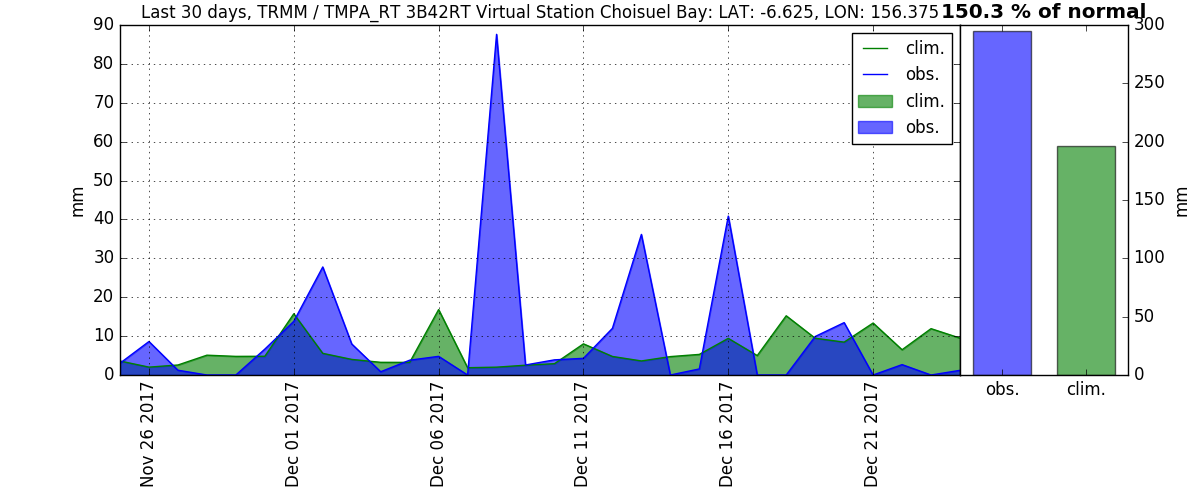 Last 30 days, TRMM / TMPA_RT 3B42RT Virtual Station Choisuel Bay: LAT: -6.625, LON: 156.375
150.3 % of normal
90
80
70
60
50
40
30
20
10
0
mm
clim.
obs.
clim.
obs.
Nov 26 2017
Dec 01 2017
Dec 06 2017
Dec 11 2017
Dec 16 2017
Dec 21 2017
300
250
200
150
100
50
0
mm
obs.
clim.